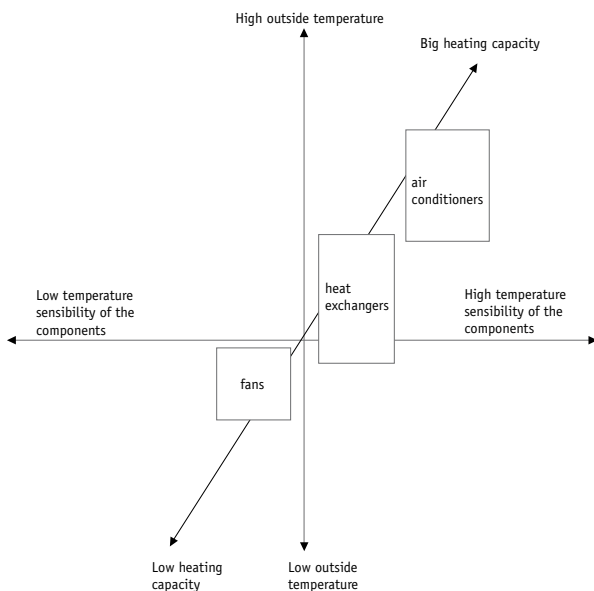 High outside temperature
Big heating capacity
air
conditioners
Low temperature
sensibility of the
components
heat
exchangers
High temperature
sensibility of the
components
fans
Low heating
capacity
Low outside
temperature